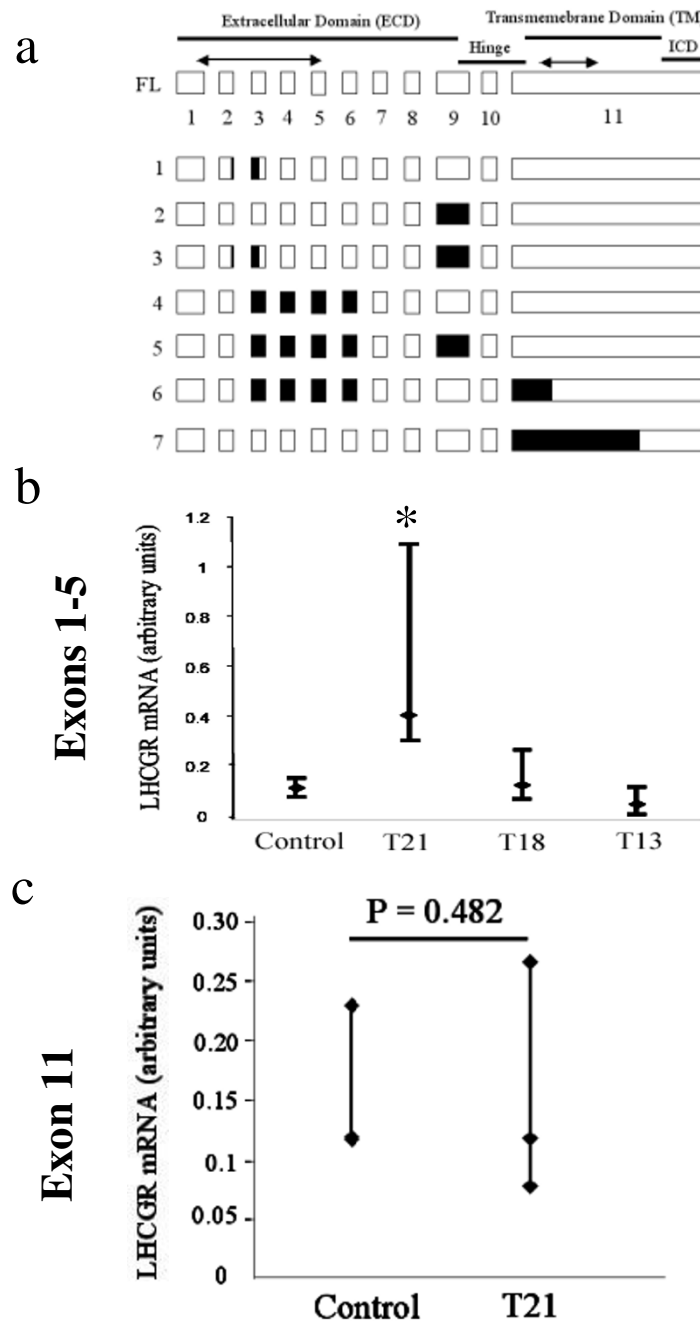 a
Extracellular Domain (ECD)
Transmemebrane Domain (TM
Hinge
ICD
FL
1 2 3 4 5 6 7 8 9 10 11
1
2
3
4
5
6
7
b
Exons 1-5
LHCGR mRNA (arbitrary units)
1.2
1
0.8
0.6
0.4
0.2
0
*
Control T21 T18 T13
c
Exon 11
LHCGR mRNA (arbitrary units)
P = 0.482
0.30
0.25
0.20
0.15
0.1
0.05
0
Control T21